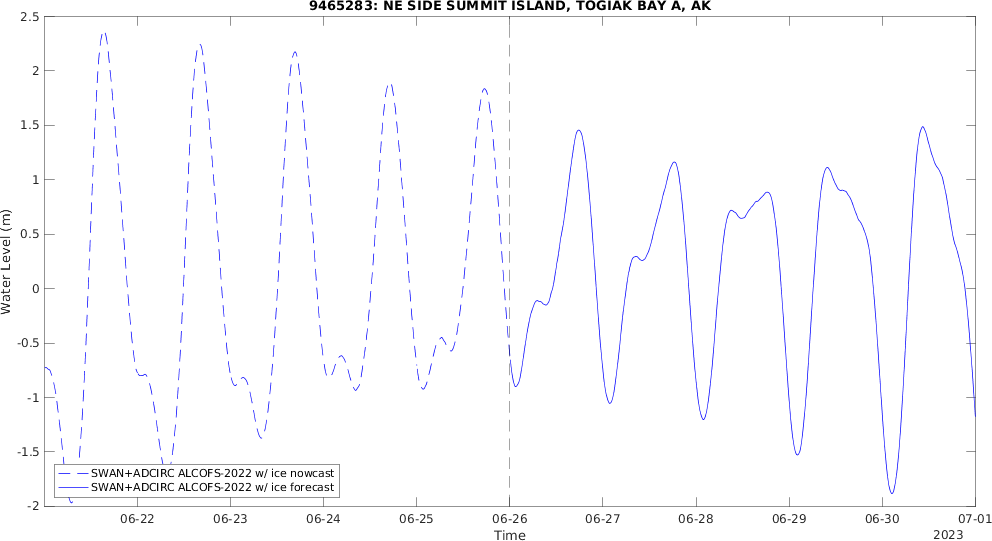 9465283: NE SIDE SUMMIT ISLAND, TOGIAK BAY A, AK
2.5
2
1.5
1
0.5
0
-0.5
-1
-1.5
-2
Water Level (m)
SWAN+ADCIRC ALCOFS-2022 w/ ice nowcast
SWAN+ADCIRC ALCOFS-2022 w/ ice forecast
06-22 06-23 06-24 06-25 06-26 06-27 06-28 06-29 06-30 07-01
Time
2023